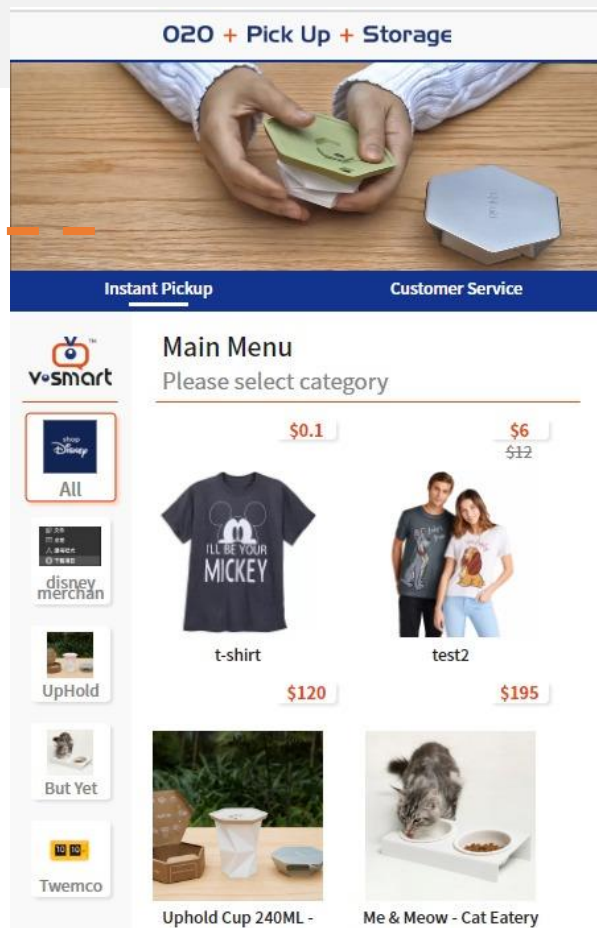 O2O + Pick Up + Storage
Instant Pickup
Customer Service
v•smart™
Main Menu
Please select category
shop
Disney
All
disney
merchan
UpHold
But Yet
10 10
Twemco
$0.1
$6
$12
I'LL BE YOUR
MICKEY
t-shirt
test2
$120
$195
Uphold Cup 240ML -
Me & Meow - Cat Eatery